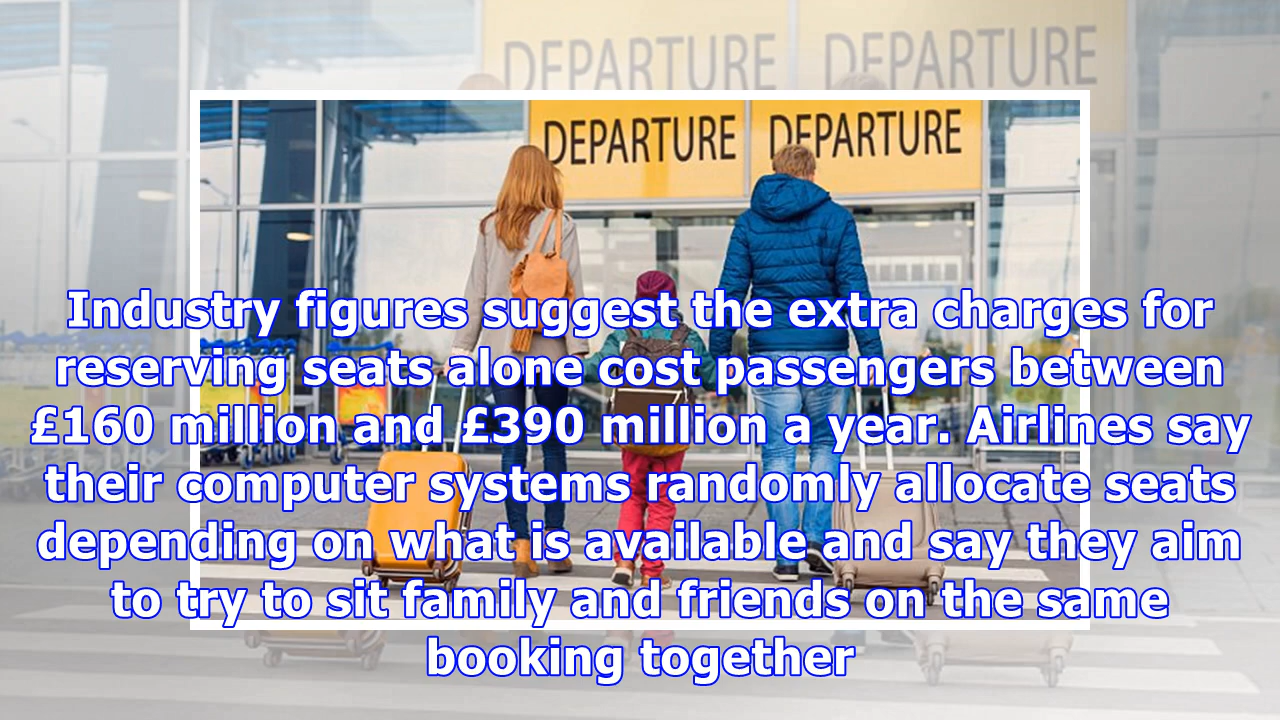 DEPARTURE DEPARTURE
DEPARTURE DEPARTURE
Industry figures suggest the extra charges for
reserving seats alone cost passengers between
£160 million and £390 million a year. Airlines say
their computer systems randomly allocate seats
depending on what is available and say they aim
to try to sit family and friends on the same
booking together